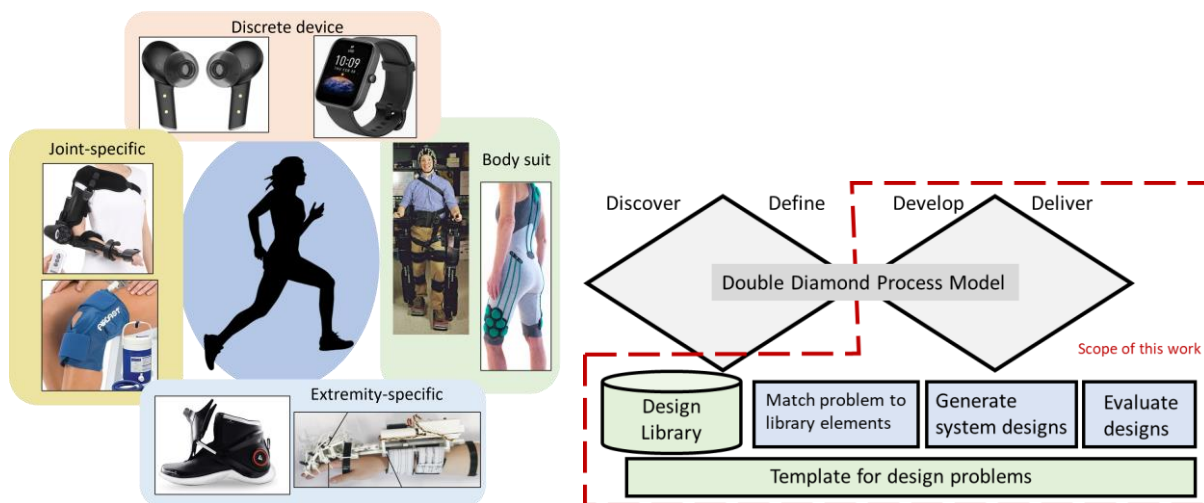 Discrete device
10:09
Joint-specific
Body suit
AIRCAST
Extremity-specific
Discover
Define
Develop
Deliver
Double Diamond Process Model
Scope of this work
Design
Library
Match problem to
library elements
Generate
system designs
Evaluate
designs
Template for design problems